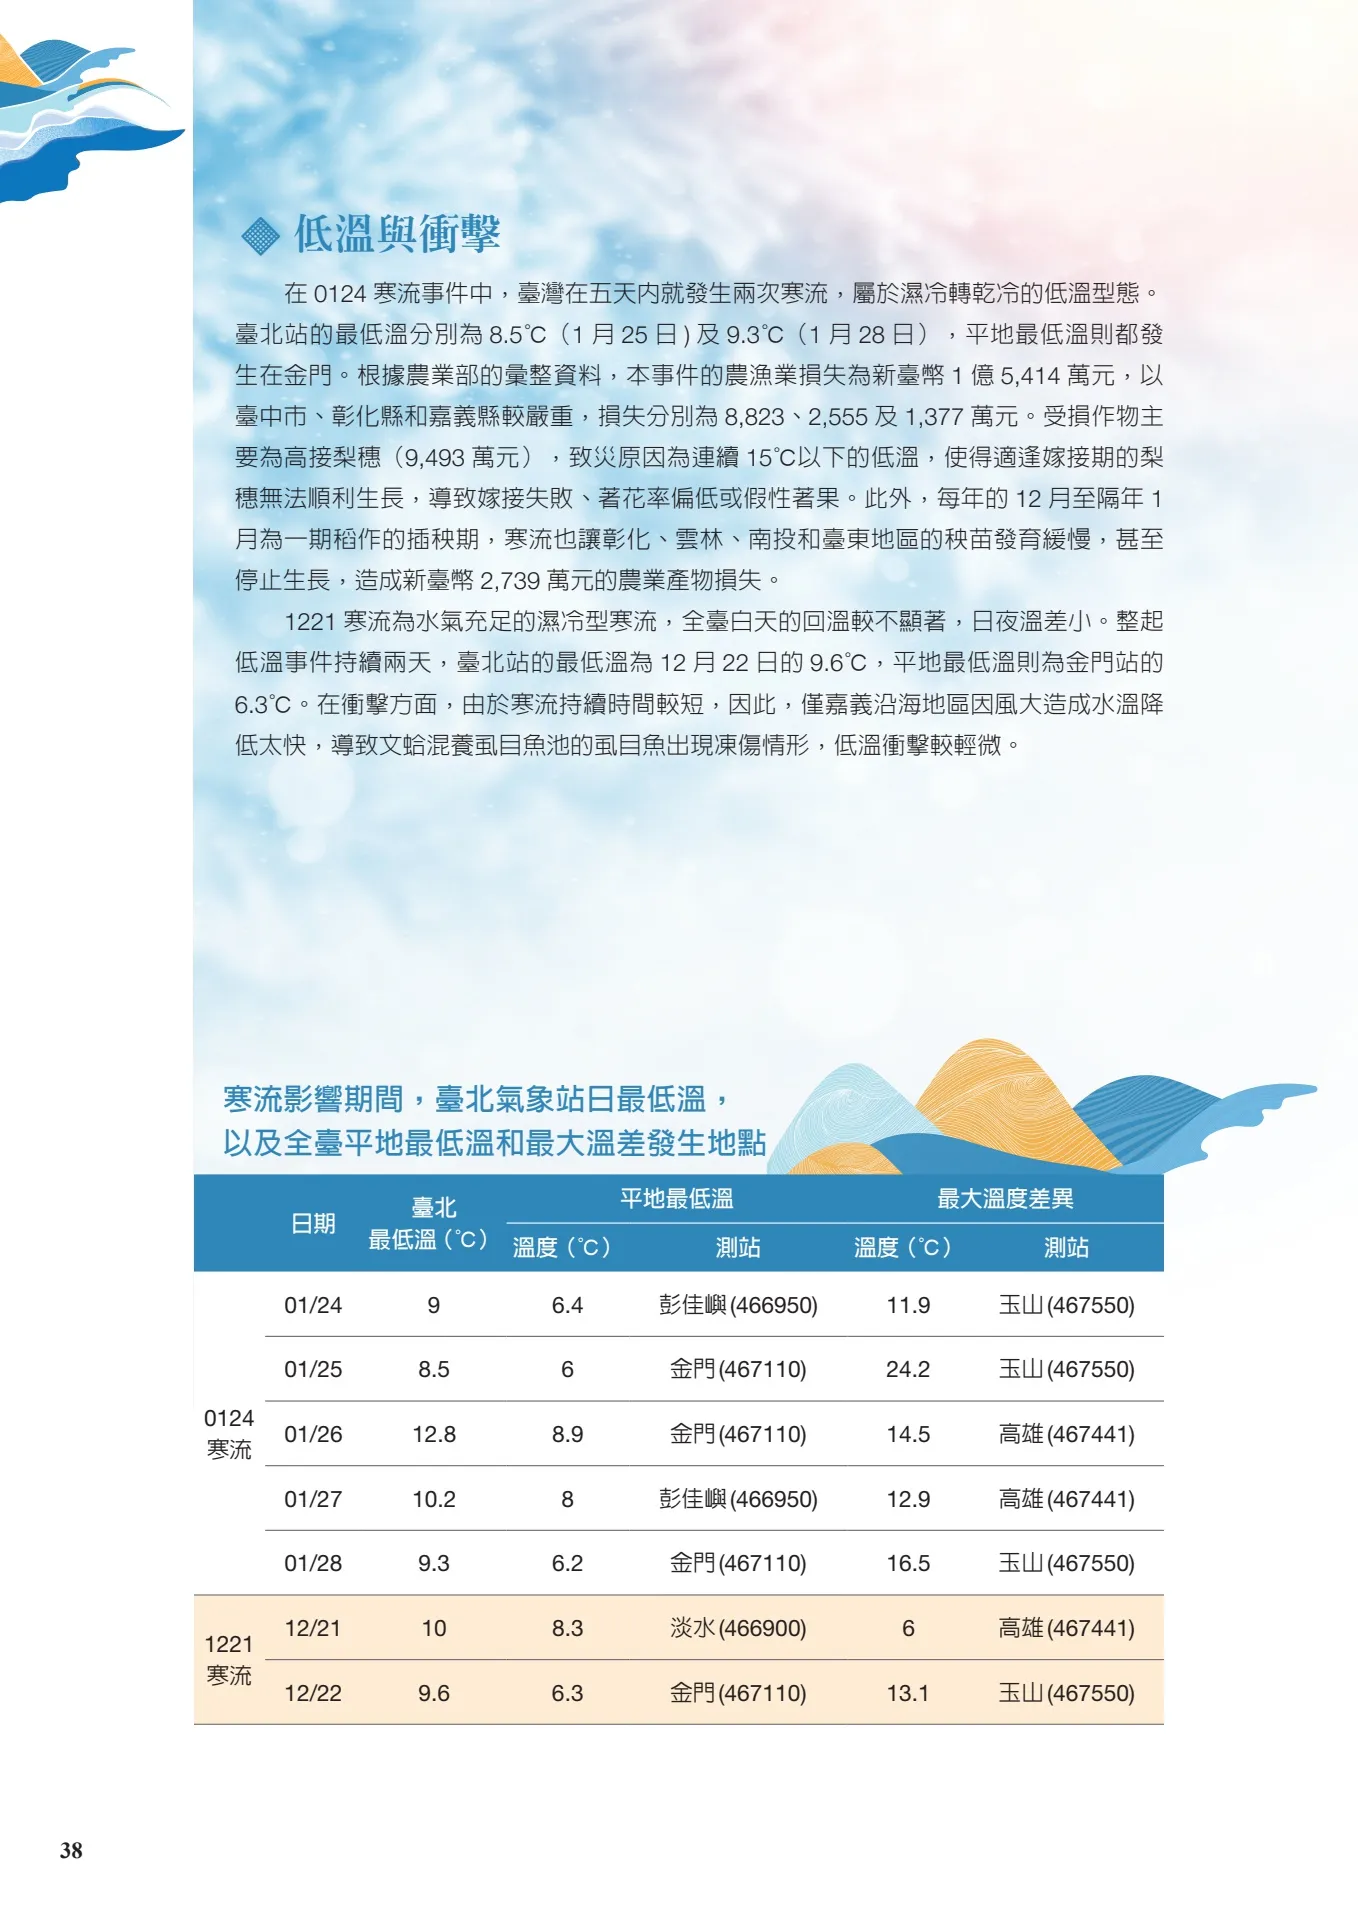 低溫與衝擊
在 0124 寒流事件中，臺灣在五天內就發生兩次寒流，屬於濕冷轉乾冷的低溫型態。
臺北站的最低溫分別為 8.5℃（1 月 25 日 ) 及 9.3℃（1 月 28 日），平地最低溫則都發
生在金門。根據農業部的彙整資料，本事件的農漁業損失為新臺幣 1 億 5,414 萬元，以
臺中市、彰化縣和嘉義縣較嚴重，損失分別為 8,823、2,555 及 1,377 萬元。受損作物主
要為高接梨穗（9,493 萬元），致災原因為連續 15℃以下的低溫，使得適逢嫁接期的梨
穗無法順利生長，導致嫁接失敗、著花率偏低或假性著果。此外，每年的 12 月至隔年 1
月為一期稻作的插秧期，寒流也讓彰化、雲林、南投和臺東地區的秧苗發育緩慢，甚至
停止生長，造成新臺幣 2,739 萬元的農業產物損失。
1221 寒流為水氣充足的濕冷型寒流，全臺白天的回溫較不顯著，日夜溫差小。整起
低溫事件持續兩天，臺北站的最低溫為 12 月 22 日的 9.6℃，平地最低溫則為金門站的
6.3℃。在衝擊方面，由於寒流持續時間較短，因此，僅嘉義沿海地區因風大造成水溫降
低太快，導致文蛤混養虱目魚池的虱目魚出現凍傷情形，低溫衝擊較輕微。
寒流影響期間，臺北氣象站日最低溫，
以及全臺平地最低溫和最大溫差發生地點
日期 臺北 最低溫（℃） 平地最低溫 最大溫度差異
溫度（℃） 測站 溫度（℃） 測站
0124 寒流
01/24 9 6.4 彭佳嶼(466950) 11.9 玉山(467550)
01/25 8.5 6 金門(467110) 24.2 玉山(467550)
01/26 12.8 8.9 金門(467110) 14.5 高雄(467441)
01/27 10.2 8 彭佳嶼(466950) 12.9 高雄(467441)
01/28 9.3 6.2 金門(467110) 16.5 玉山(467550)
1221 寒流
12/21 10 8.3 淡水(466900) 6 高雄(467441)
12/22 9.6 6.3 金門(467110) 13.1 玉山(467550)
38